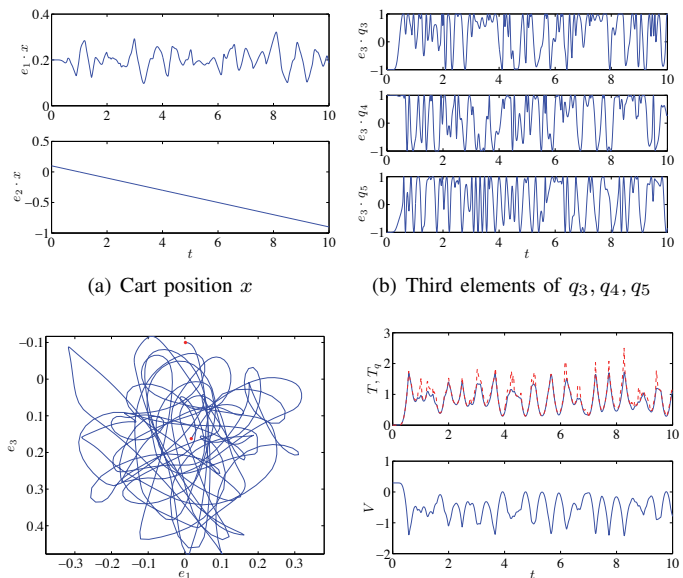 0.4
0.2
0
e₁ · x
0 2 4 6 8 10
0.5
0
−0.5
−1
e₂ · x
0 2 4 6 8 10
t
(a) Cart position x
1
0
−1
e₃ · q₃
0 2 4 6 8 10
1
0
−1
e₃ · q₄
0 2 4 6 8 10
1
0
−1
e₃ · q₅
0 2 4 6 8 10
t
(b) Third elements of q₃, q₄, q₅
−0.1
0
0.1
0.2
0.3
0.4
e₃
−0.3 −0.2 −0.1 0 0.1 0.2 0.3
e₁
3
2
1
0
T, T_q
0 2 4 6 8 10
1
0
−1
−2
V
0 2 4 6 8 10
t